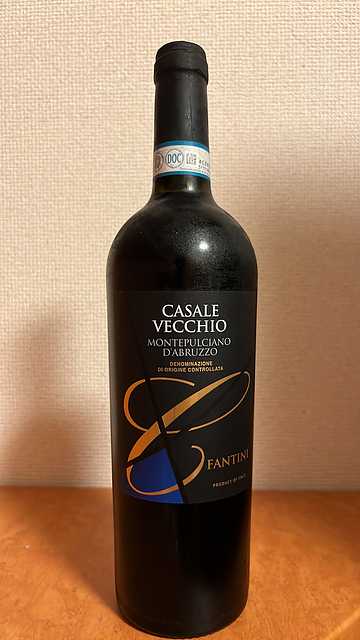 DOC
CASALE
VECCHIO
MONTEPULCIANO
D'ABRUZZO
DENOMINAZIONE
DI ORIGINE CONTROLLATA
FANTINI
PRODUCT OF ITALY